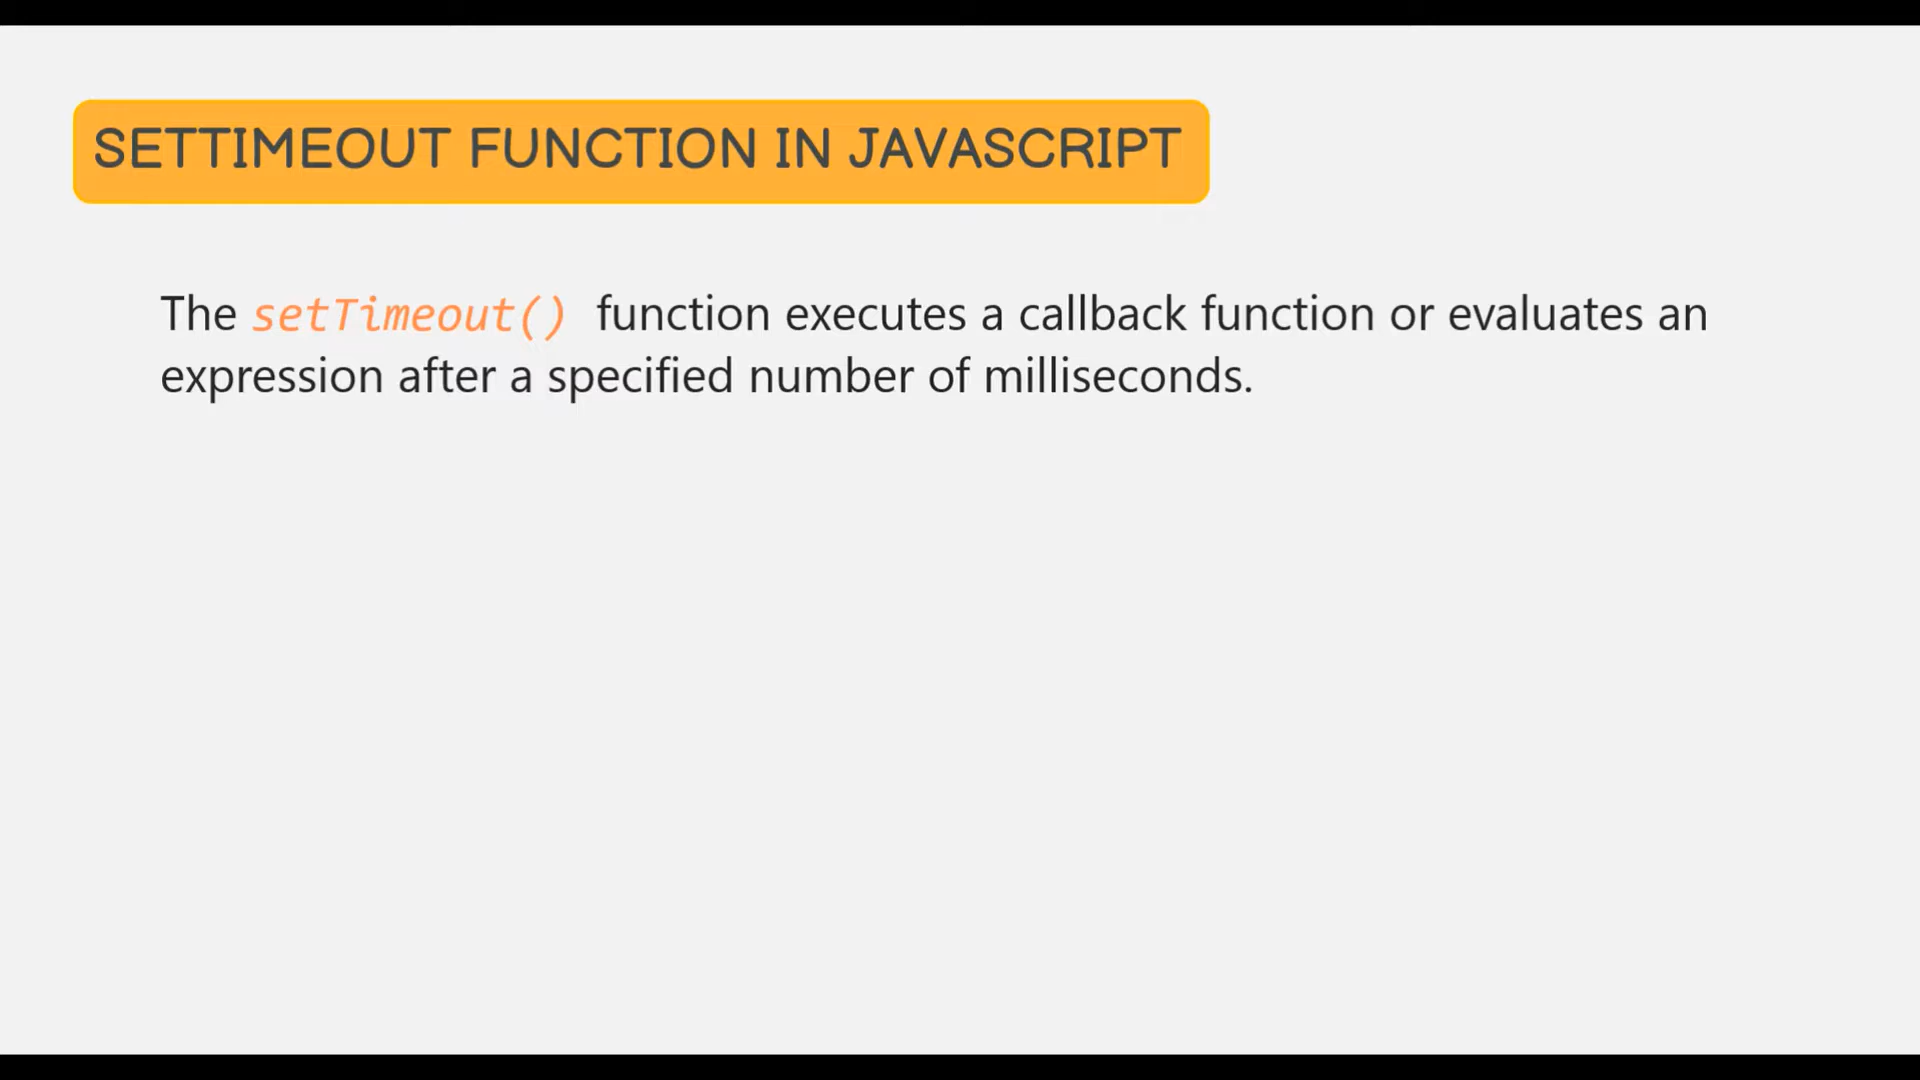 SETTIMEOUT FUNCTION IN JAVASCRIPT
The setTimeout() function executes a callback function or evaluates an
expression after a specified number of milliseconds.